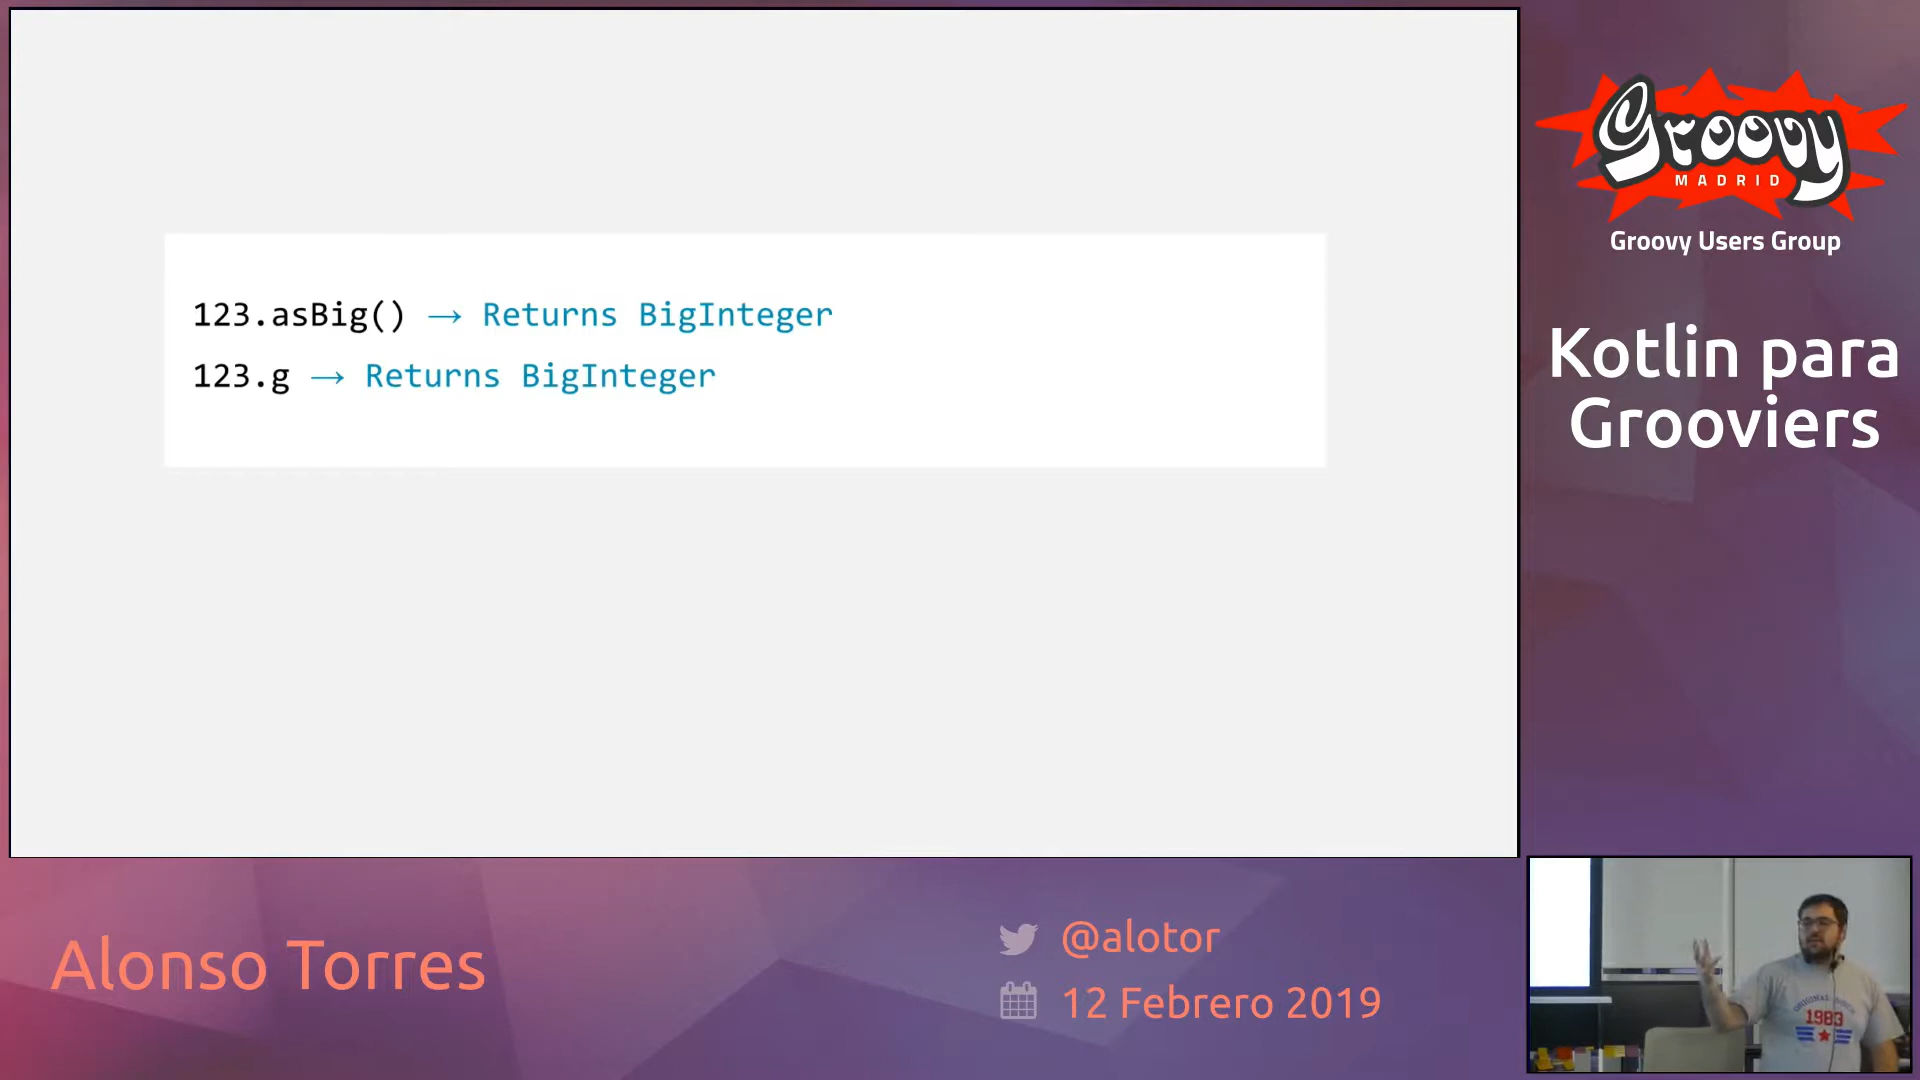 123.asBig() → Returns BigInteger
123.g → Returns BigInteger
Groovy
MADRID
Groovy Users Group
Kotlin para
Grooviers
Alonso Torres
@alotor
12 Febrero 2019
1983